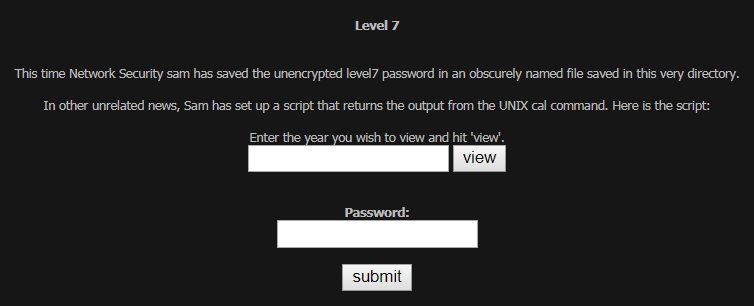 Level 7
This time Network Security sam has saved the unencrypted level7 password in an obscurely named file saved in this very directory.
In other unrelated news, Sam has set up a script that returns the output from the UNIX cal command. Here is the script:
Enter the year you wish to view and hit 'view'.
view
Password:
submit